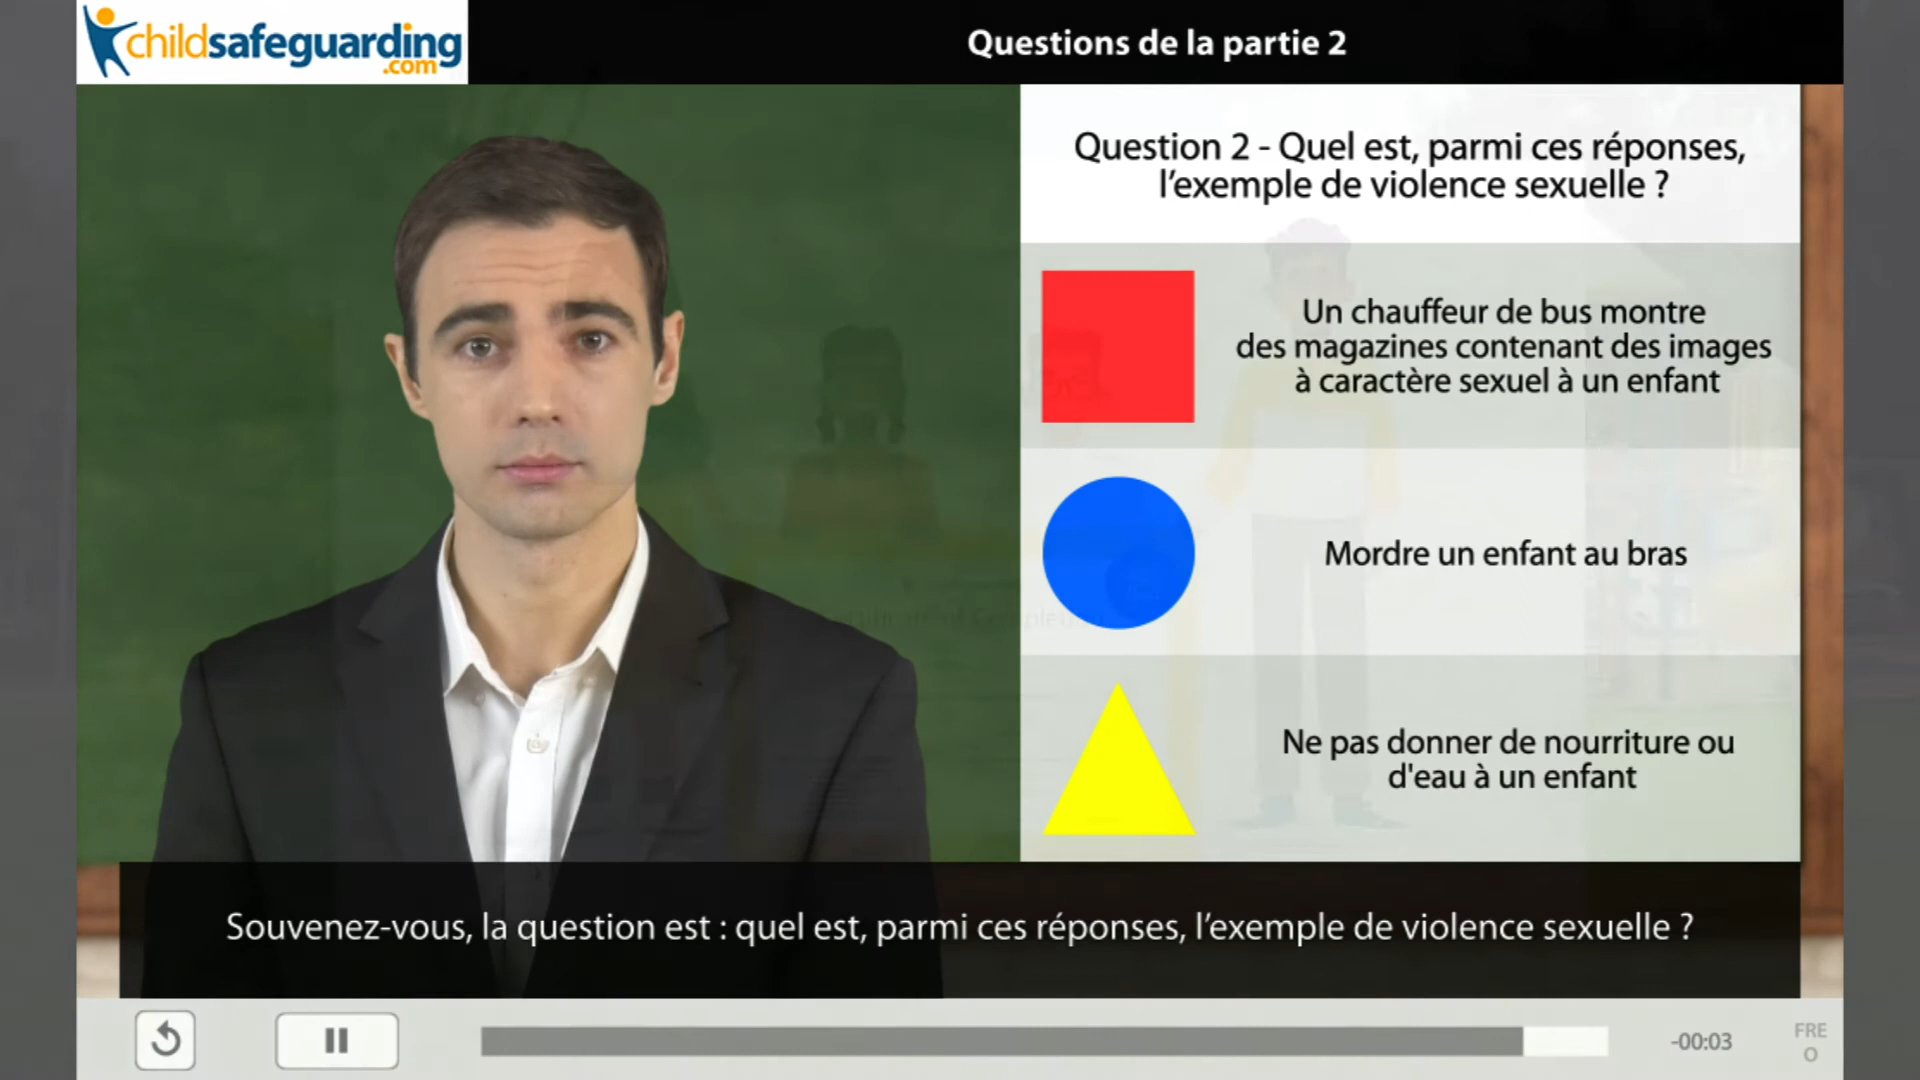 childsafeguarding
.com
Questions de la partie 2
Question 2 - Quel est, parmi ces réponses,
l’exemple de violence sexuelle ?
Un chauffeur de bus montre
des magazines contenant des images
à caractère sexuel à un enfant
Mordre un enfant au bras
Ne pas donner de nourriture ou
d'eau à un enfant
Souvenez-vous, la question est : quel est, parmi ces réponses, l’exemple de violence sexuelle ?
-00:03
FRE
O